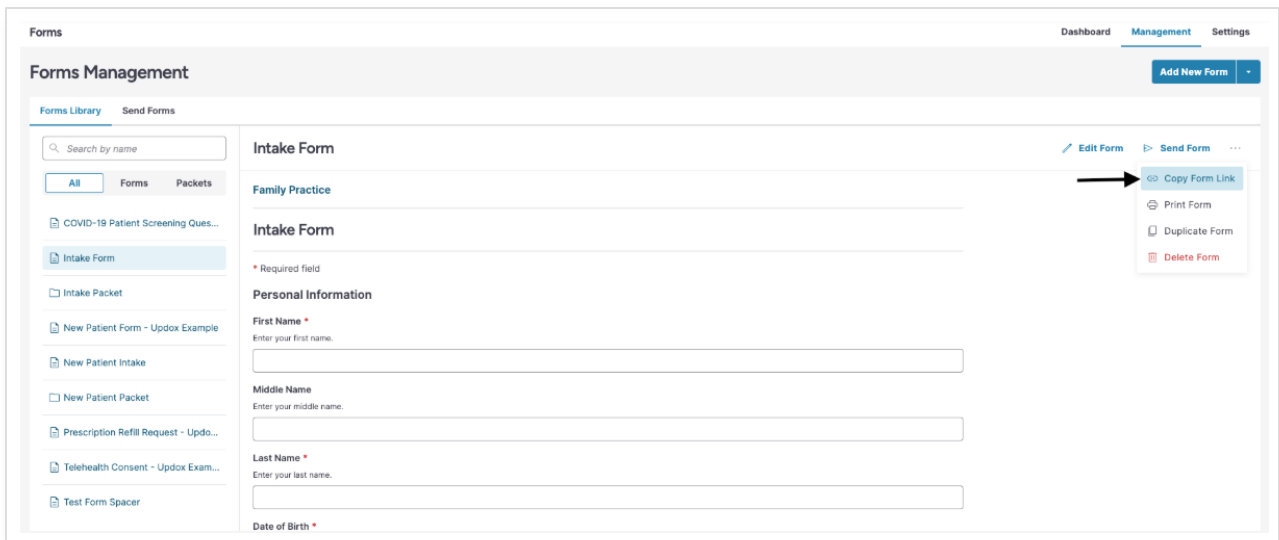 Forms
Dashboard Management Settings
Forms Management
Add New Form
Forms Library Send Forms
Search by name
All Forms Packets
COVID-19 Patient Screening Ques...
Intake Form
Intake Packet
New Patient Form - Updox Example
New Patient Intake
New Patient Packet
Prescription Refill Request - Updo...
Telehealth Consent - Updox Exam...
Test Form Spacer
Intake Form
Edit Form Send Form ...
Copy Form Link
Print Form
Duplicate Form
Delete Form
Family Practice
Intake Form
* Required field
Personal Information
First Name *
Enter your first name.
Middle Name
Enter your middle name.
Last Name *
Enter your last name.
Date of Birth *